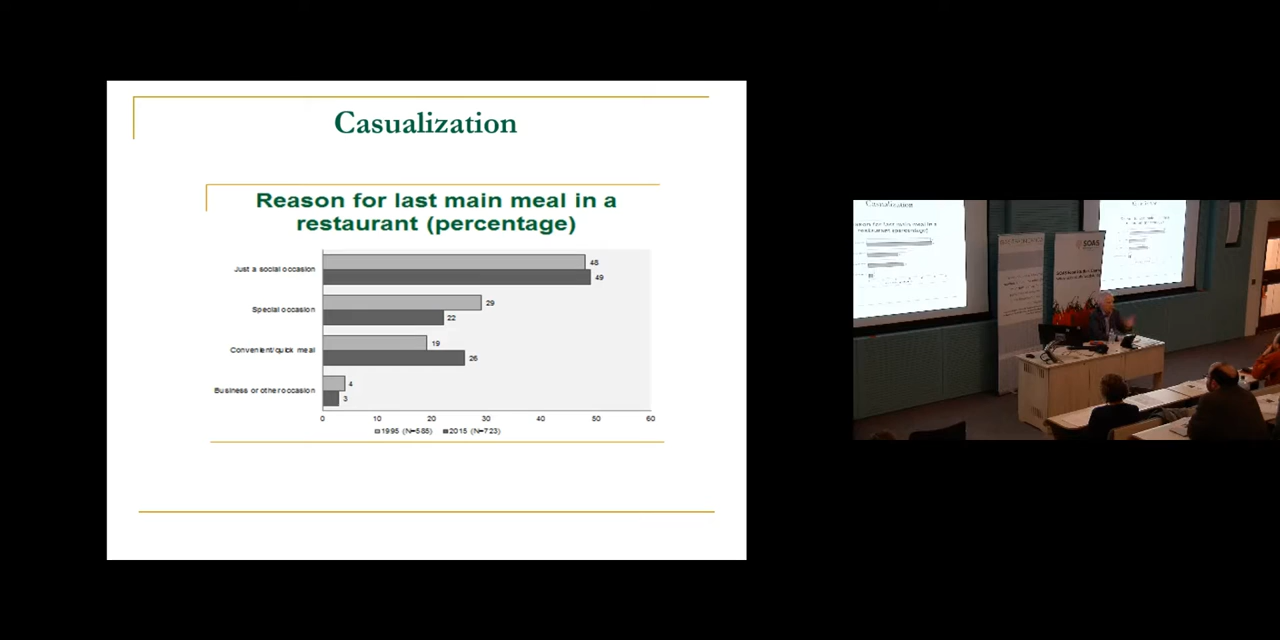 Casualization
Reason for last main meal in a
restaurant (percentage)
Just a social occasion
48
49
Special occasion
29
22
Convenient/quick meal
19
26
Business or other occasion
4
3
0 10 20 30 40 50 60
1995 (N=585) 2015 (N=723)
Casualization
SOAS